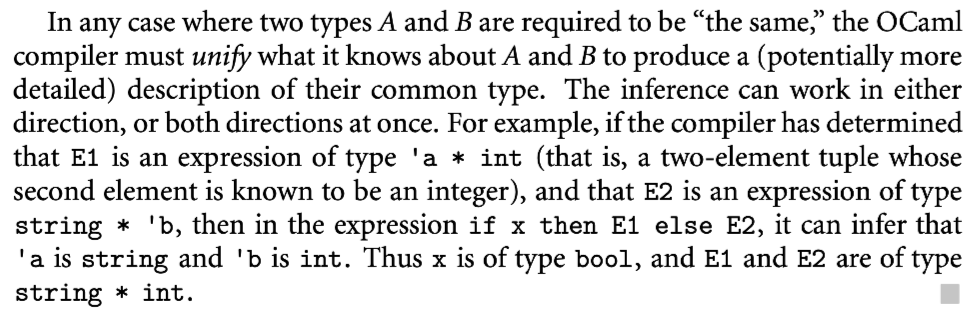 In any case where two types A and B are required to be “the same,” the OCaml
compiler must unify what it knows about A and B to produce a (potentially more
detailed) description of their common type. The inference can work in either
direction, or both directions at once. For example, if the compiler has determined
that E1 is an expression of type 'a * int (that is, a two-element tuple whose
second element is known to be an integer), and that E2 is an expression of type
string * 'b, then in the expression if x then E1 else E2, it can infer that
'a is string and 'b is int. Thus x is of type bool, and E1 and E2 are of type
string * int.